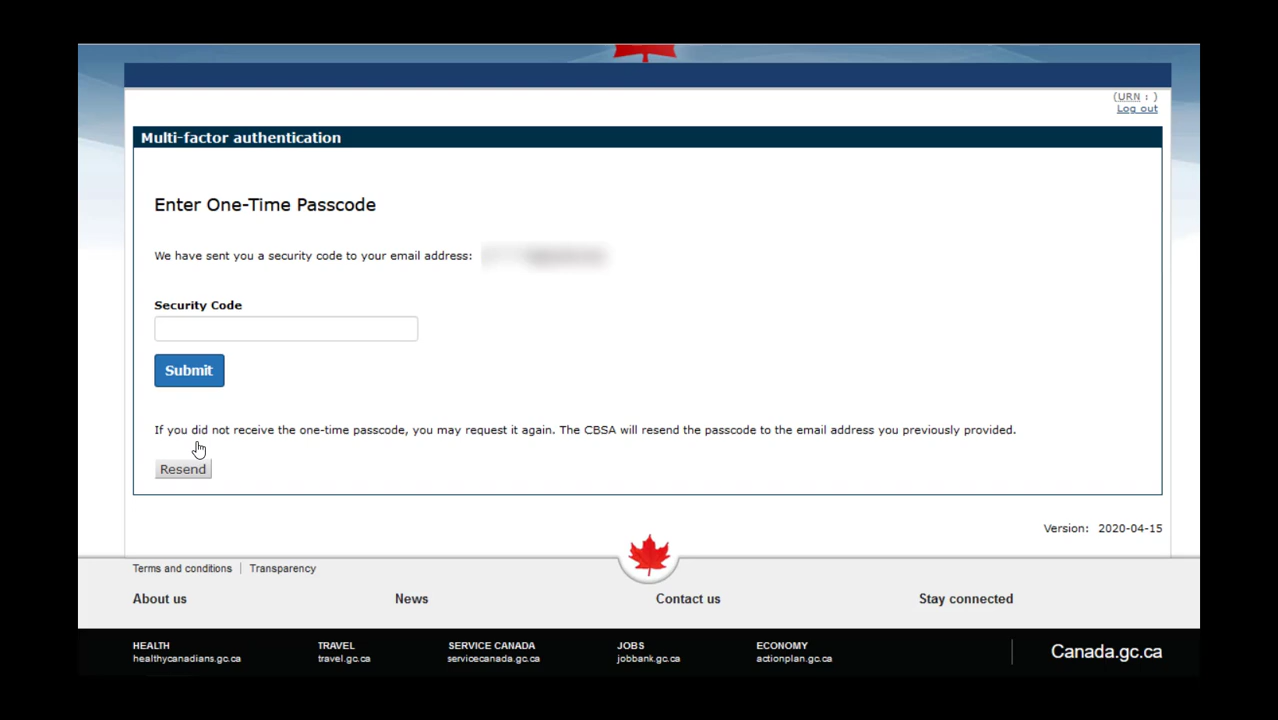 (URN : )
Log out
Multi-factor authentication
Enter One-Time Passcode
We have sent you a security code to your email address:
Security Code
Submit
If you did not receive the one-time passcode, you may request it again. The CBSA will resend the passcode to the email address you previously provided.
Resend
Version: 2020-04-15
Terms and conditions | Transparency
About us News Contact us Stay connected
HEALTH TRAVEL SERVICE CANADA JOBS ECONOMY
healthycanadians.gc.ca travel.gc.ca servicecanada.gc.ca jobbank.gc.ca actionplan.gc.ca
Canada.gc.ca